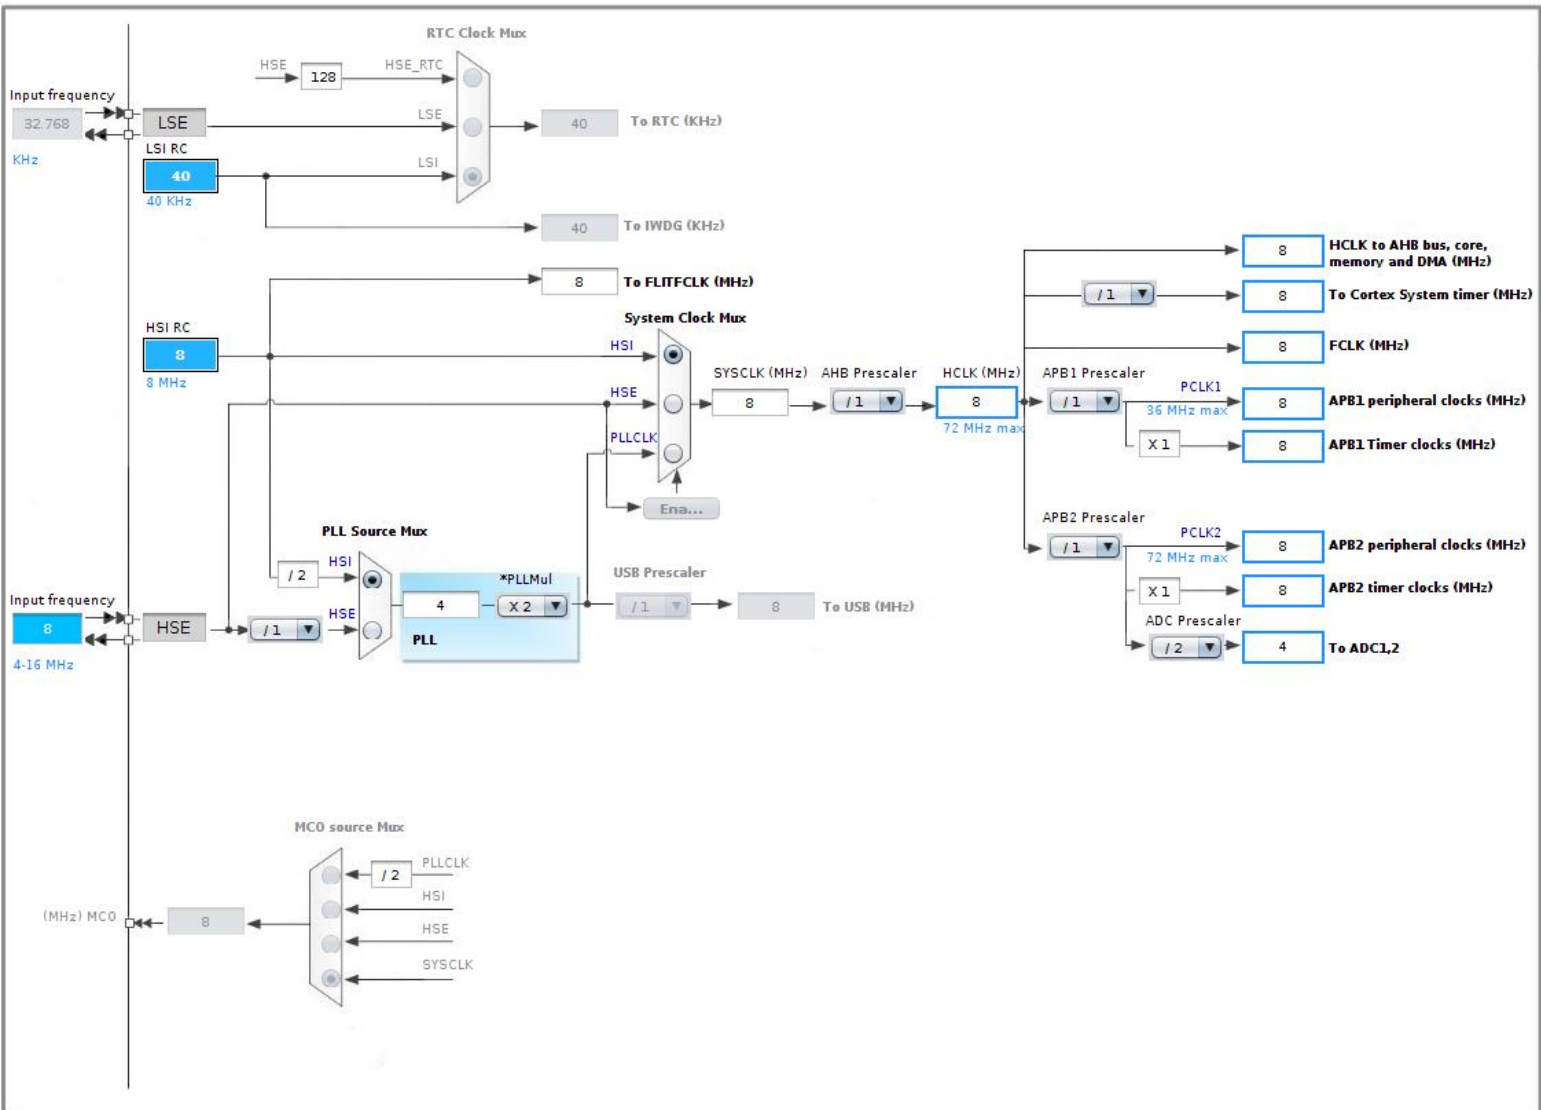 RTC Clock Mux
HSE
128
HSE_RTC
Input frequency
32.768
KHz
LSE
LSE
40
To RTC (KHz)
LSI RC
40
40 KHz
LSI
40
To IWDG (KHz)
8
To FLITFCLK (MHz)
HSI RC
8
8 MHz
System Clock Mux
HSI
HSE
PLLCLK
Ena...
SYSCLK (MHz)
8
AHB Prescaler
/ 1
HCLK (MHz)
8
72 MHz max
8
HCLK to AHB bus, core,
memory and DMA (MHz)
/ 1
8
To Cortex System timer (MHz)
8
FCLK (MHz)
APB1 Prescaler
/ 1
PCLK1
36 MHz max
8
APB1 peripheral clocks (MHz)
X 1
8
APB1 Timer clocks (MHz)
APB2 Prescaler
/ 1
PCLK2
72 MHz max
8
APB2 peripheral clocks (MHz)
X 1
8
APB2 timer clocks (MHz)
ADC Prescaler
/ 2
4
To ADC1,2
PLL Source Mux
/ 2
HSI
HSE
Input frequency
8
4-16 MHz
HSE
/ 1
4
*PLLMul
X 2
PLL
USB Prescaler
/ 1
8
To USB (MHz)
MCO source Mux
PLLCLK
/ 2
HSI
HSE
SYSCLK
(MHz) MCO
8